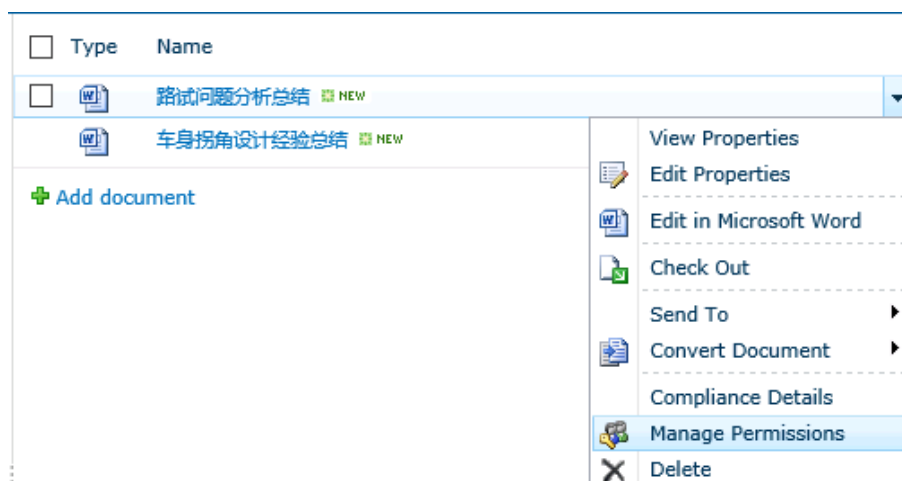 Type Name
路试问题分析总结 NEW
车身拐角设计经验总结 NEW
Add document
View Properties
Edit Properties
Edit in Microsoft Word
Check Out
Send To
Convert Document
Compliance Details
Manage Permissions
Delete